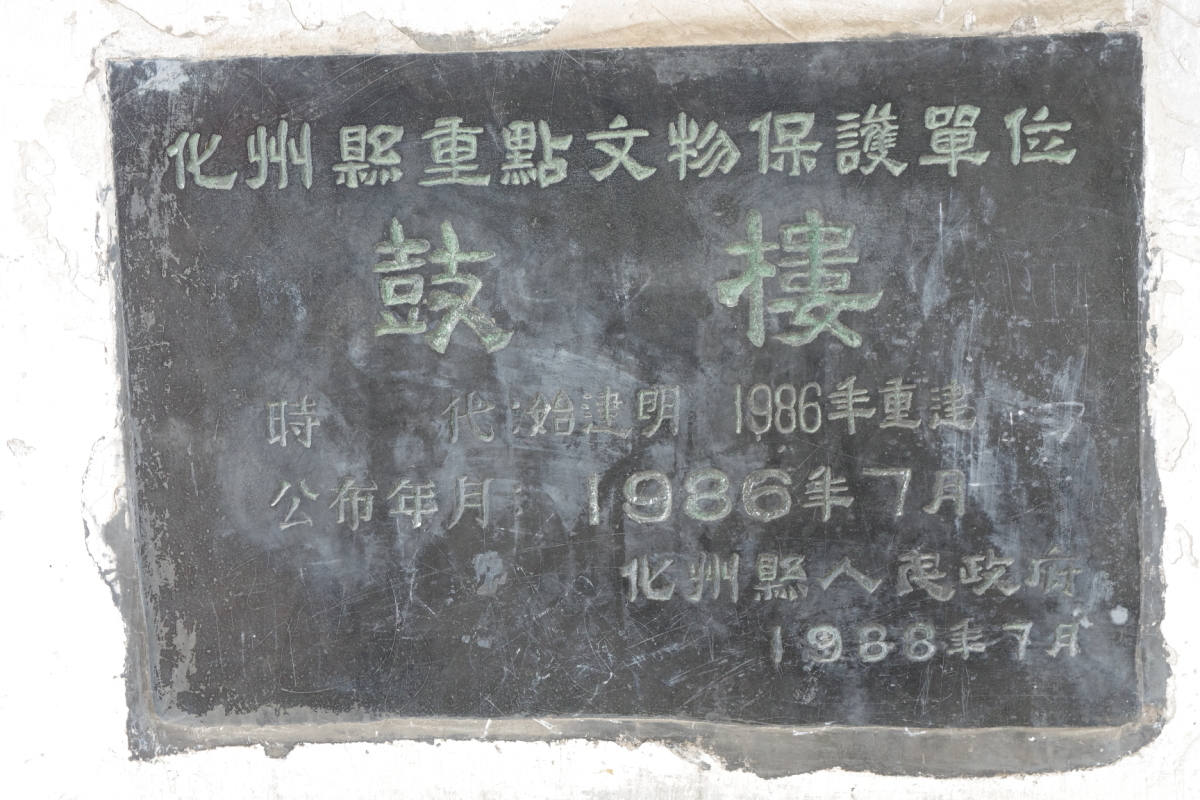 化州縣重點文物保護單位
鼓樓
時代：始建明 1986年重建
公布年月：1986年7月
化州縣人民政府
1988年7月